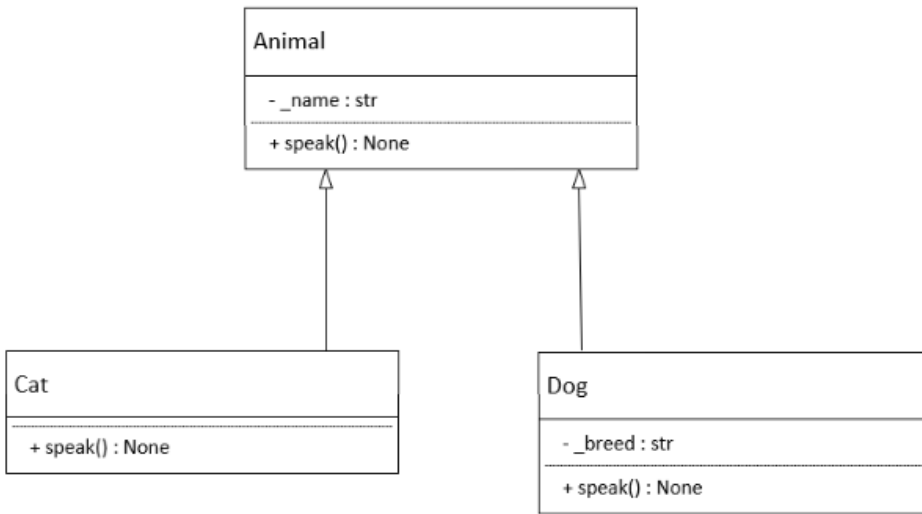 Animal
- _name : str
+ speak() : None
Cat
+ speak() : None
Dog
- _breed : str
+ speak() : None